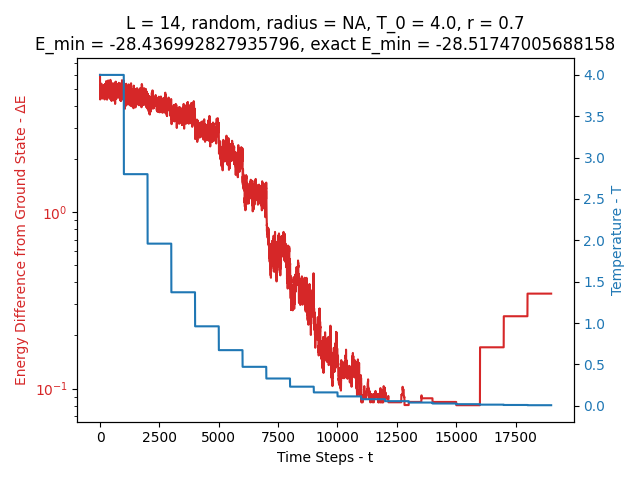 L = 14, random, radius = NA, T_0 = 4.0, r = 0.7
E_min = -28.436992827935796, exact E_min = -28.51747005688158
Energy Difference from Ground State - ΔE
10⁰
10⁻¹
4.0
3.5
3.0
2.5
2.0
1.5
1.0
0.5
0.0
Temperature - T
0 2500 5000 7500 10000 12500 15000 17500
Time Steps - t